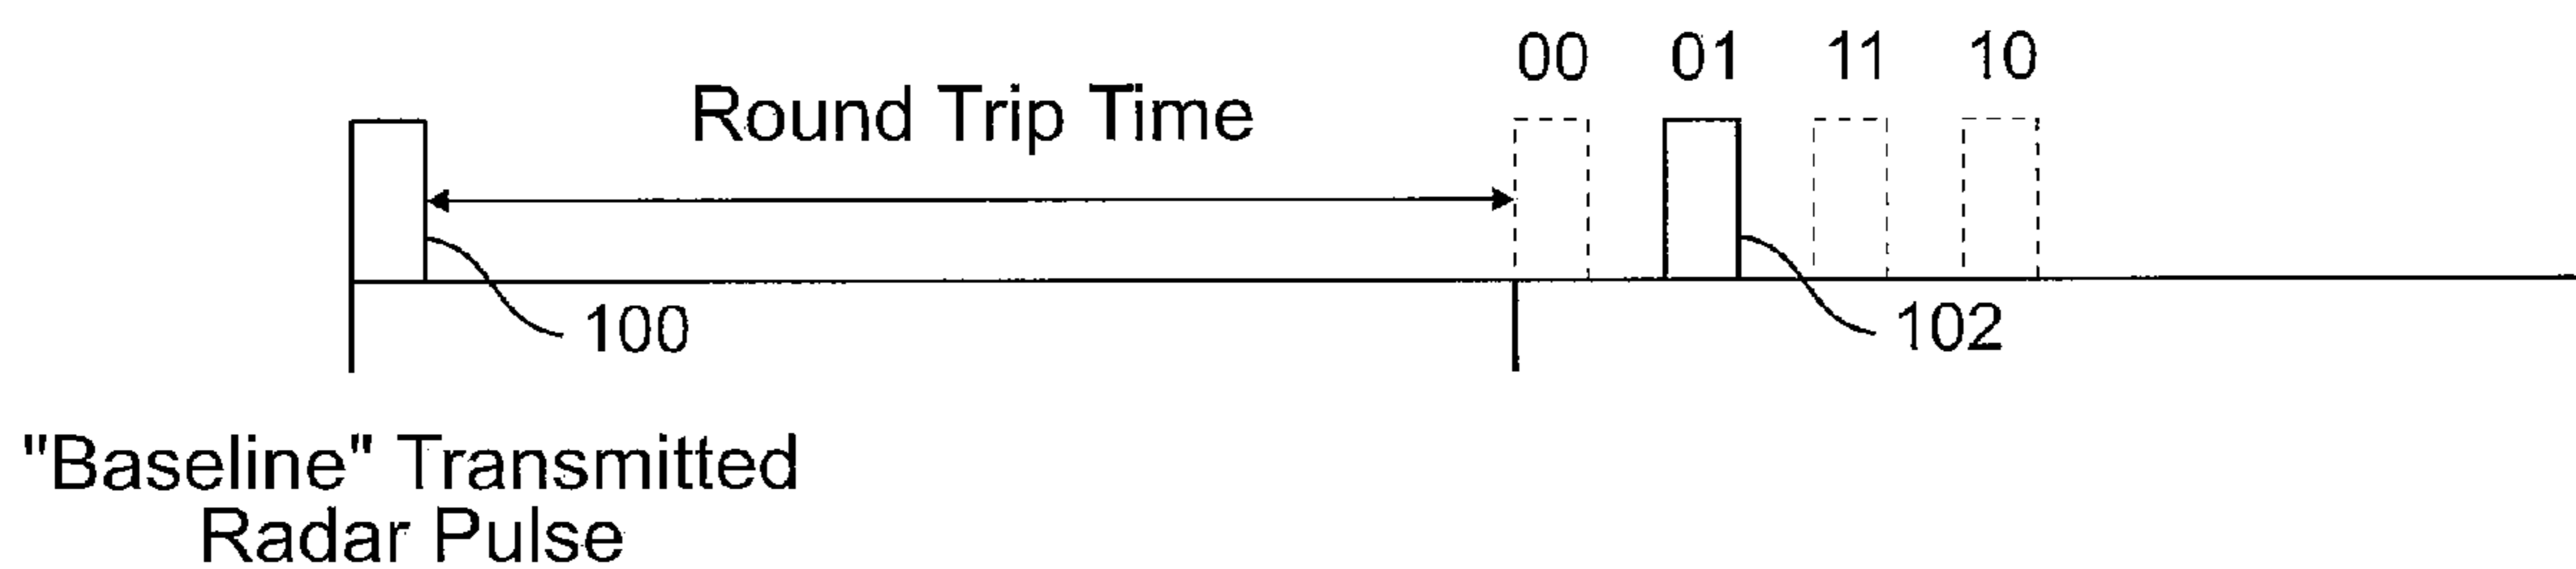 00 01 11 10
Round Trip Time
100
102
"Baseline" Transmitted
Radar Pulse